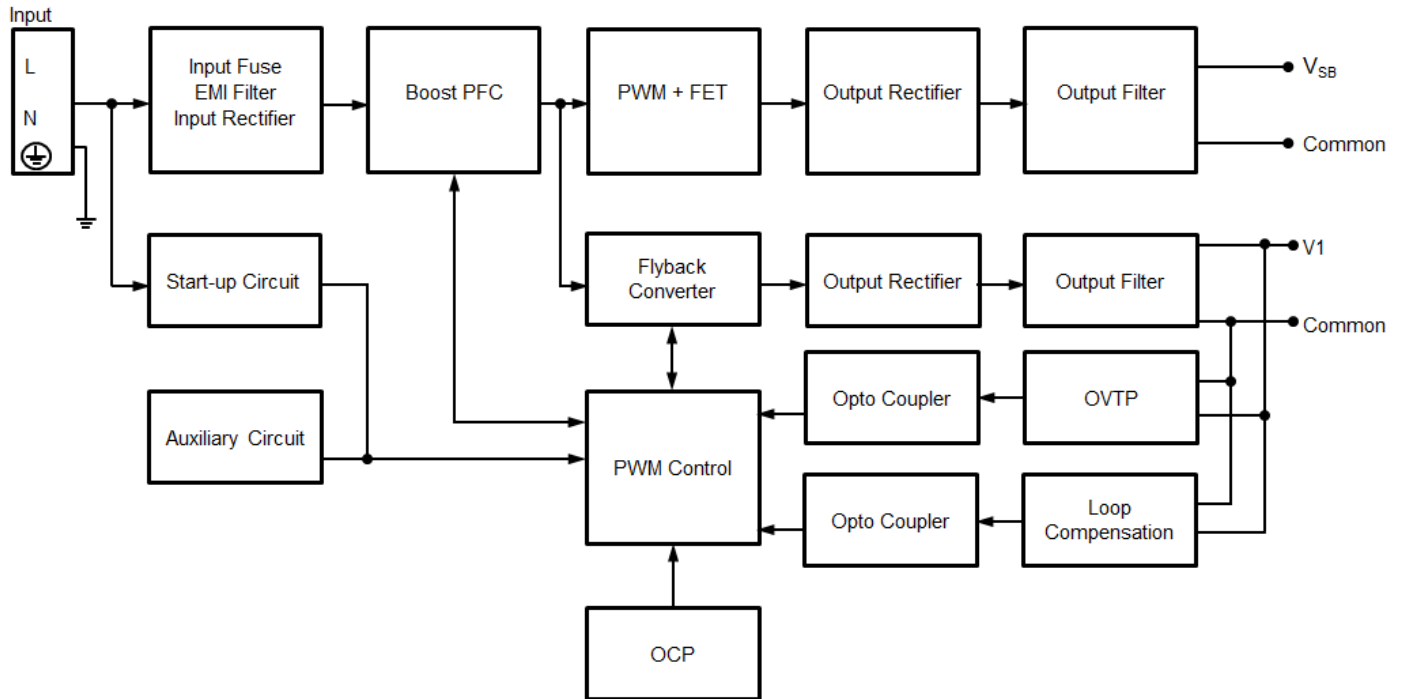 Input
L
N
Input Fuse
EMI Filter
Input Rectifier
Boost PFC
PWM + FET
Output Rectifier
Output Filter
VSB
Common
Start-up Circuit
Flyback
Converter
Output Rectifier
Output Filter
V1
Common
Auxiliary Circuit
PWM Control
Opto Coupler
OVTP
Opto Coupler
Loop
Compensation
OCP